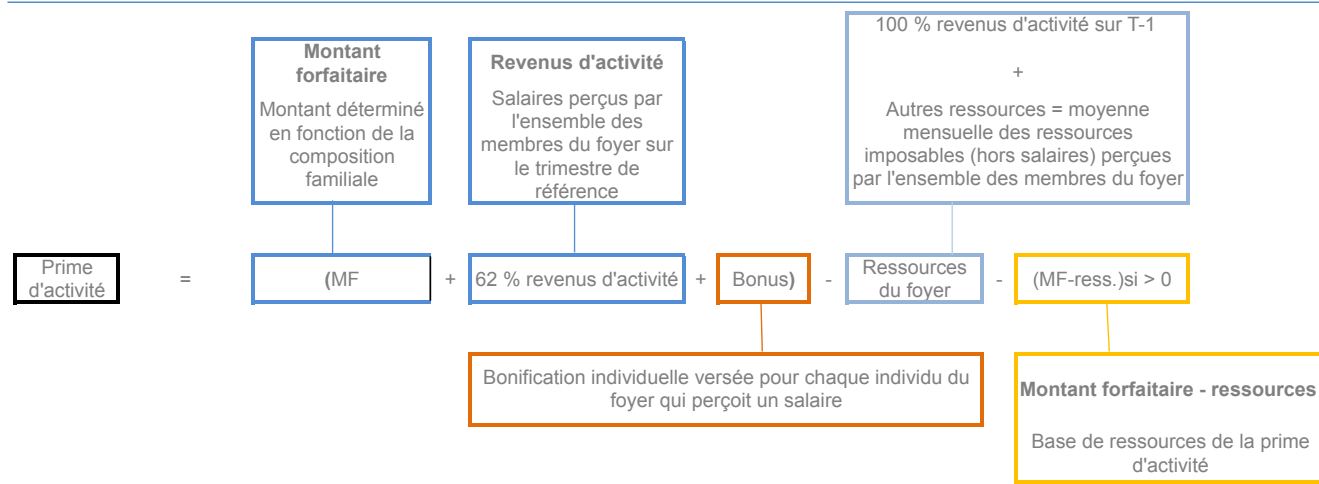 Montant
forfaitaire
Montant déterminé
en fonction de la
composition
familiale
Revenus d'activité
Salaires perçus par
l'ensemble des
membres du foyer sur
le trimestre de
référence
100 % revenus d'activité sur T-1
+
Autres ressources = moyenne
mensuelle des ressources
imposables (hors salaires) perçues
par l'ensemble des membres du foyer
Prime
d'activité
=
(MF
+
62 % revenus d'activité
+
Bonus)
-
Ressources
du foyer
-
(MF-ress.)si > 0
Bonification individuelle versée pour chaque individu du
foyer qui perçoit un salaire
Montant forfaitaire - ressources
Base de ressources de la prime
d'activité